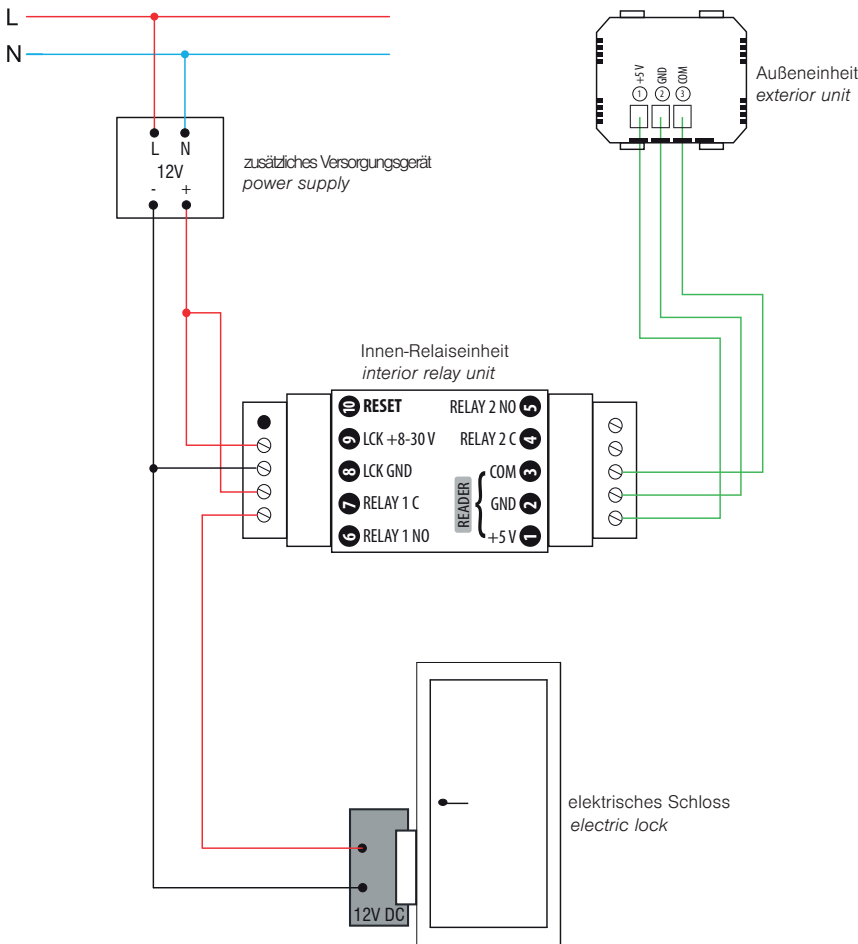 L
N
L N
12V
- +
zusätzliches Versorgungsgerät
power supply
+5 V GND COM
1 2 3
Außeneinheit
exterior unit
Innen-Relaiseinheit
interior relay unit
10 RESET
9 LCK +8-30 V
8 LCK GND
7 RELAY 1 C
6 RELAY 1 NO
RELAY 2 NO 5
RELAY 2 C 4
COM 3
GND 2
+5 V 1
READER
elektrisches Schloss
electric lock
12V DC